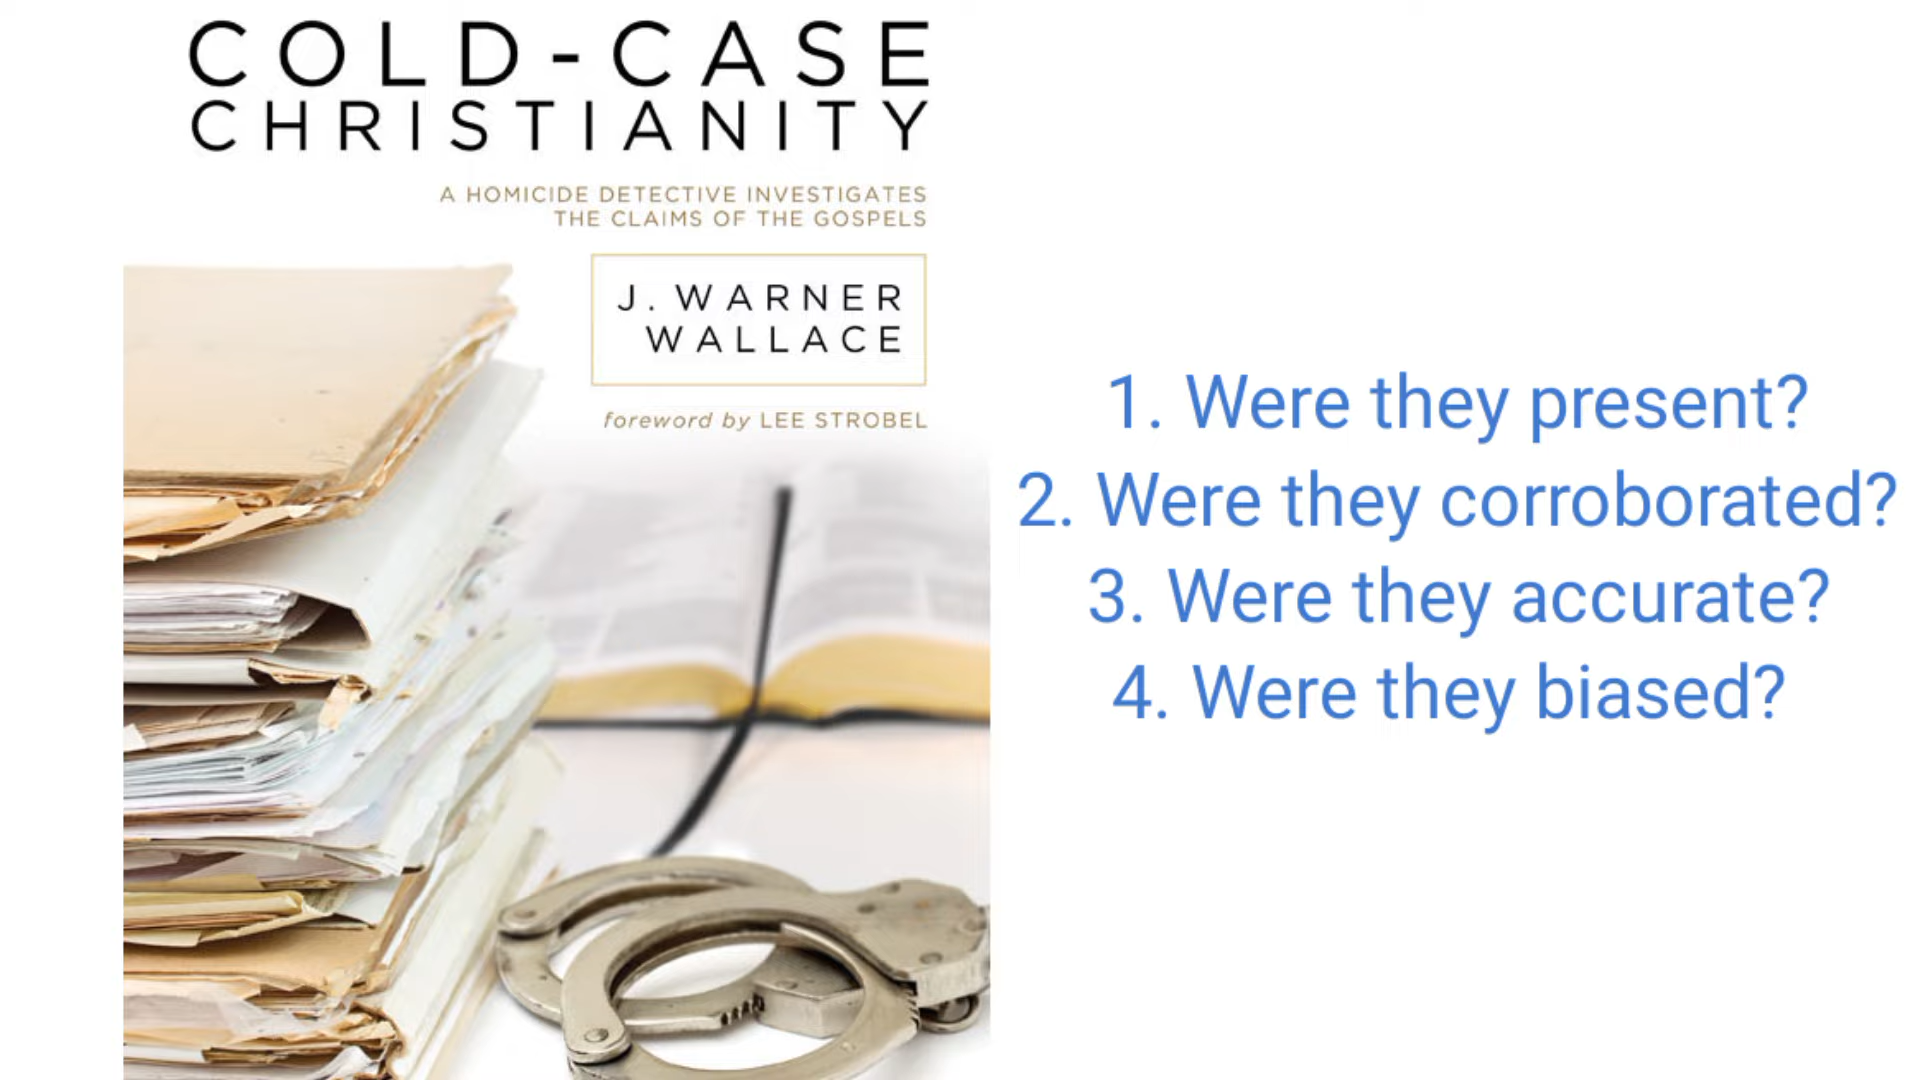 COLD-CASE
CHRISTIANITY
A HOMICIDE DETECTIVE INVESTIGATES
THE CLAIMS OF THE GOSPELS
J. WARNER
WALLACE
foreword by LEE STROBEL
1. Were they present?
2. Were they corroborated?
3. Were they accurate?
4. Were they biased?